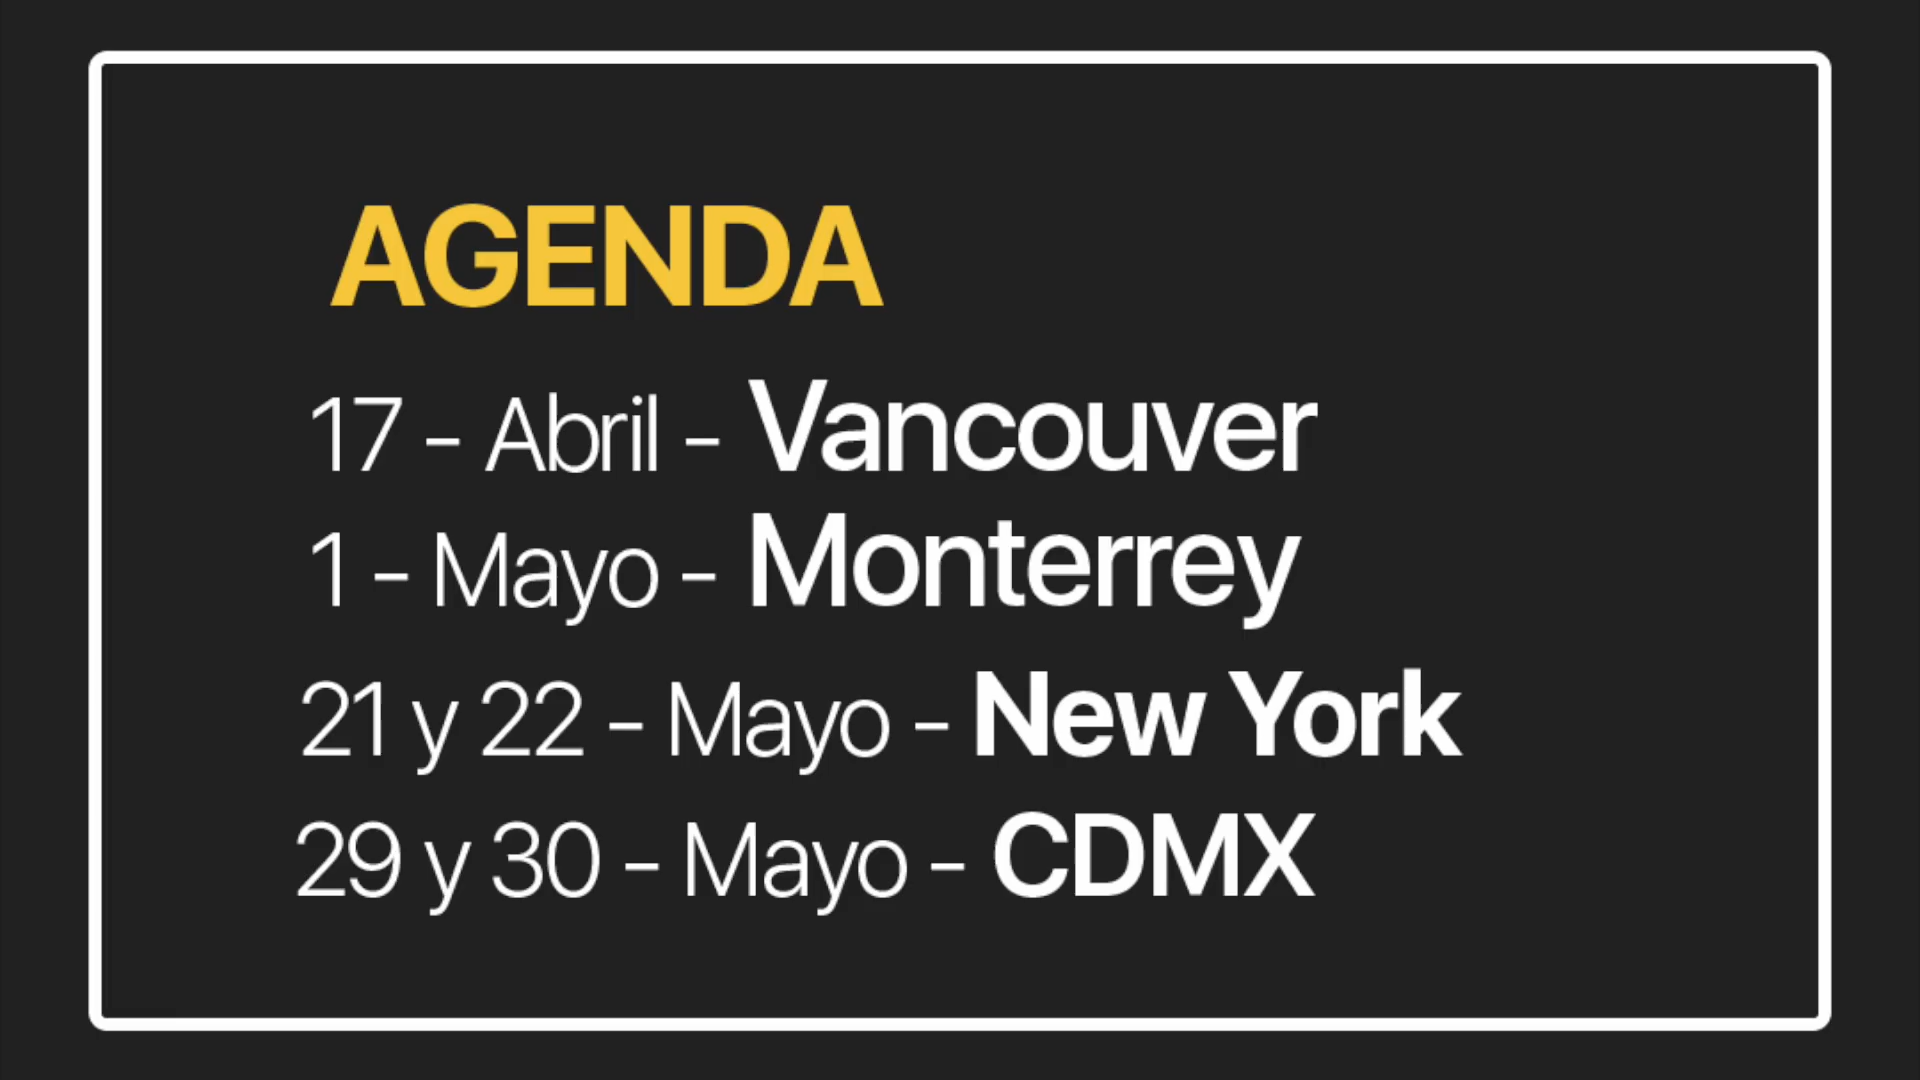 AGENDA
17 - Abril - Vancouver
1 - Mayo - Monterrey
21 y 22 - Mayo - New York
29 y 30 - Mayo - CDMX